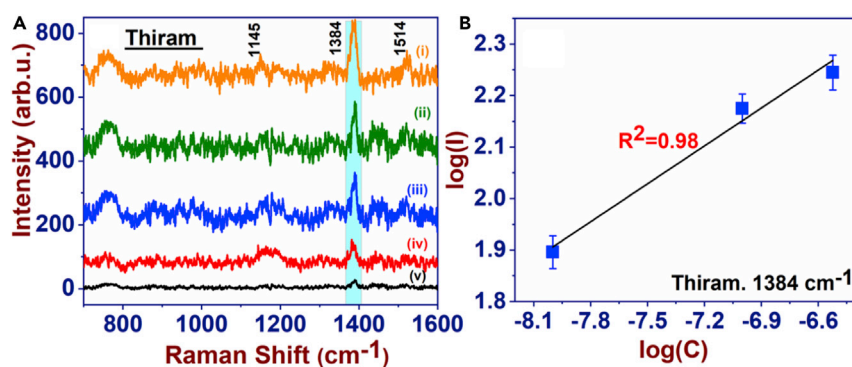 A
Thiram
1145
1384
1514
(i)
(ii)
(iii)
(iv)
(v)
800
600
400
200
0
Intensity (arb.u.)
800 1000 1200 1400 1600
Raman Shift (cm-1)
B
2.3
2.2
2.1
2.0
1.9
1.8
log(I)
R2=0.98
Thiram. 1384 cm-1
-8.1 -7.8 -7.5 -7.2 -6.9 -6.6
log(C)